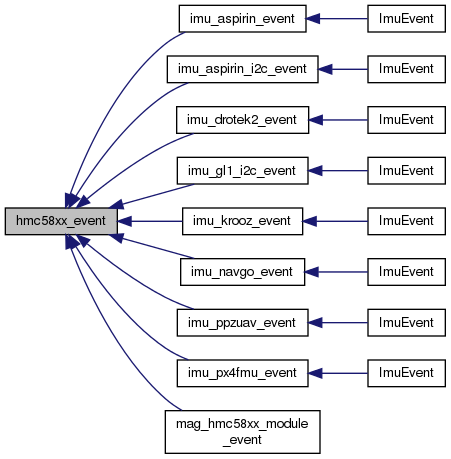 imu_aspirin_event
ImuEvent
imu_aspirin_i2c_event
ImuEvent
imu_drotek2_event
ImuEvent
imu_gl1_i2c_event
ImuEvent
hmc58xx_event
imu_krooz_event
ImuEvent
imu_navgo_event
ImuEvent
imu_ppzuav_event
ImuEvent
imu_px4fmu_event
ImuEvent
mag_hmc58xx_module
_event